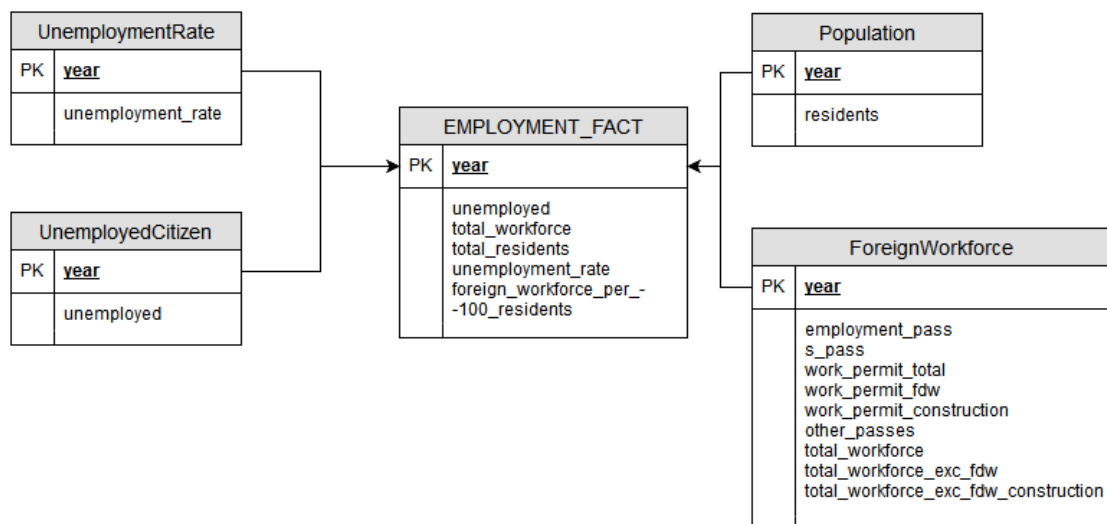 UnemploymentRate
PK year
unemployment_rate
UnemployedCitizen
PK year
unemployed
EMPLOYMENT_FACT
PK year
unemployed
total_workforce
total_residents
unemployment_rate
foreign_workforce_per_-
-100_residents
Population
PK year
residents
ForeignWorkforce
PK year
employment_pass
s_pass
work_permit_total
work_permit_fdw
work_permit_construction
other_passes
total_workforce
total_workforce_exc_fdw
total_workforce_exc_fdw_construction